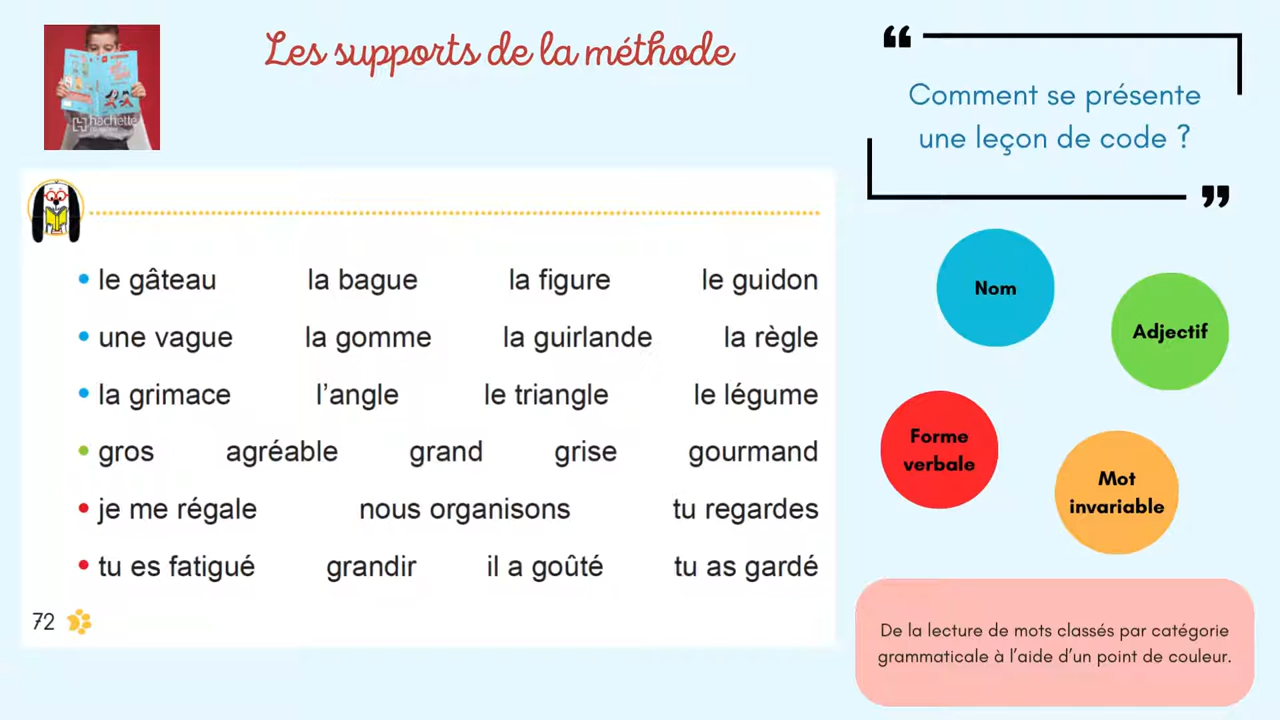 Les supports de la méthode
hachette
“
Comment se présente
une leçon de code ?
”
• le gâteau la bague la figure le guidon
• une vague la gomme la guirlande la règle
• la grimace l’angle le triangle le légume
• gros agréable grand grise gourmand
• je me régale nous organisons tu regardes
• tu es fatigué grandir il a goûté tu as gardé
72
Nom
Adjectif
Forme
verbale
Mot
invariable
De la lecture de mots classés par catégorie
grammaticale à l’aide d’un point de couleur.